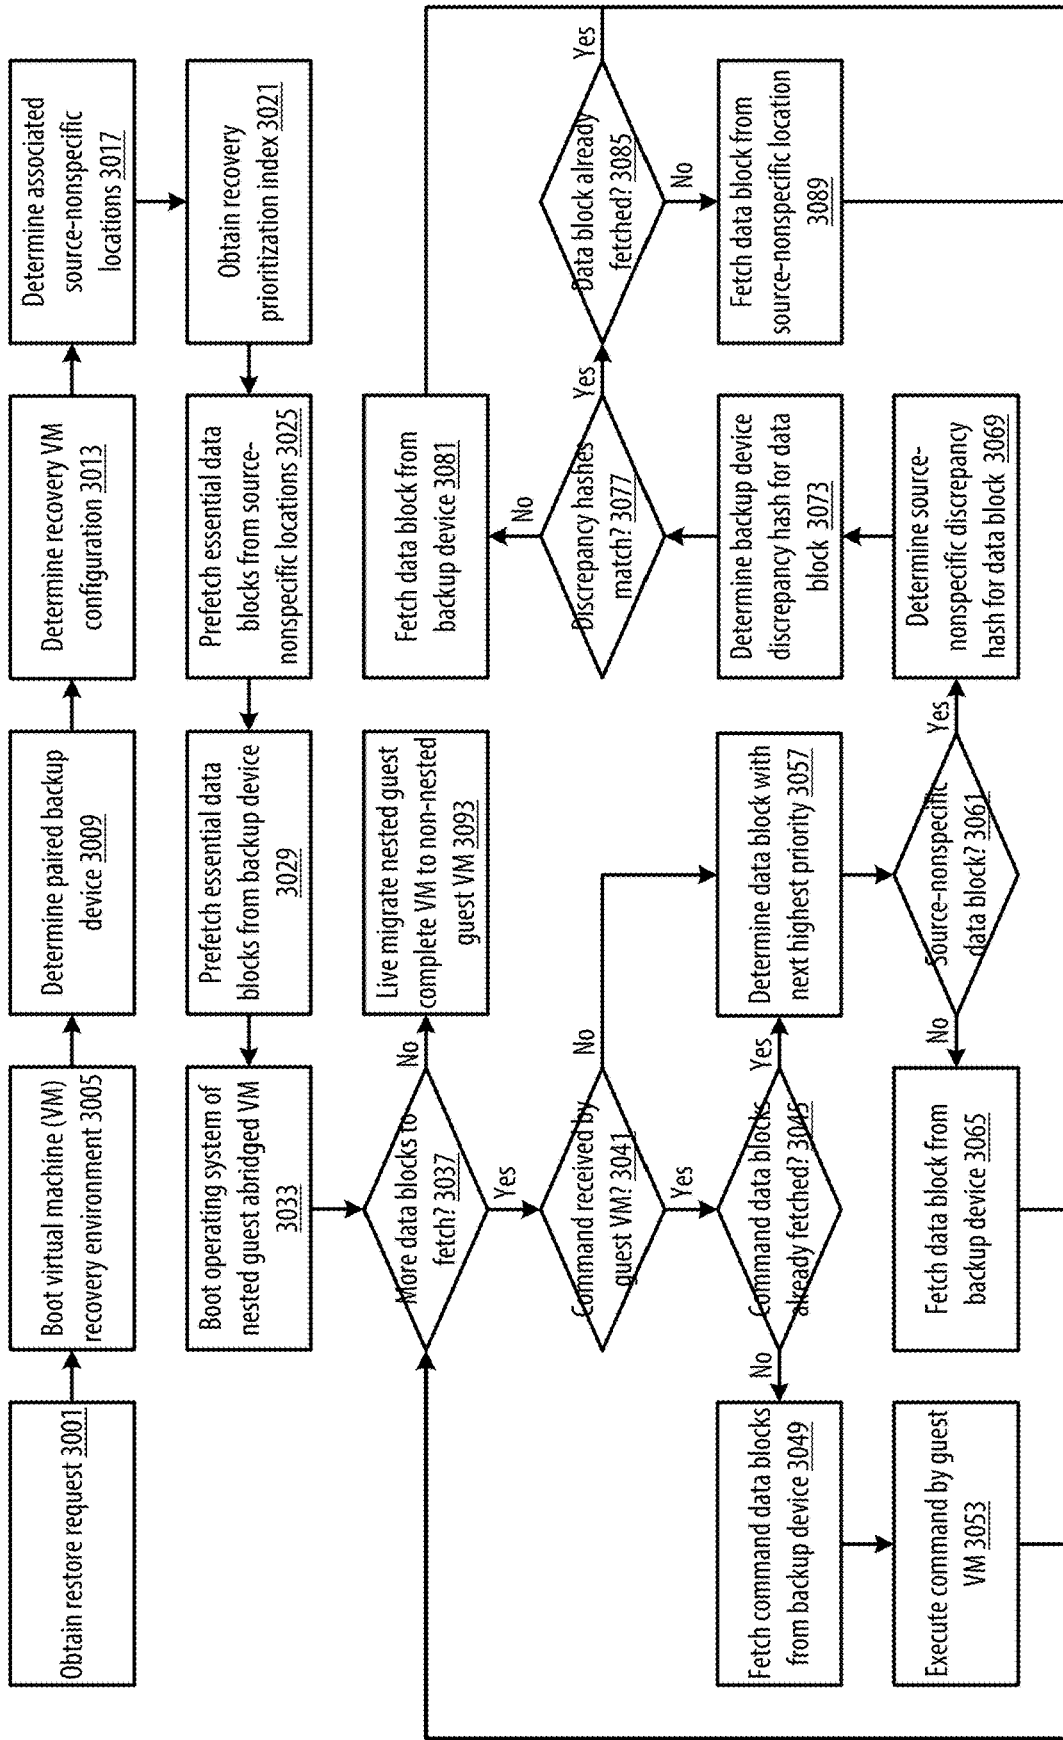 Obtain restore request 3001
Boot virtual machine (VM)
recovery environment 3005
Determine paired backup
device 3009
Determine recovery VM
configuration 3013
Determine associated
source-nonspecific
locations 3017
Obtain recovery
prioritization index 3021
Prefetch essential data
blocks from source-
nonspecific locations 3025
Prefetch essential data
blocks from backup device
3029
Boot operating system of
nested guest abridged VM
3033
More data blocks to
fetch? 3037
No
Yes
Live migrate nested guest
complete VM to non-nested
guest VM 3093
Command received by
guest VM? 3041
No
Yes
Command data blocks
already fetched? 3045
No
Yes
Fetch command data blocks
from backup device 3049
Execute command by guest
VM 3053
Determine data block with
next highest priority 3057
Source-nonspecific
data block? 3061
No
Yes
Fetch data block from
backup device 3065
Determine source-
nonspecific discrepancy
hash for data block 3069
Determine backup device
discrepancy hash for data
block 3073
Discrepancy hashes
match? 3077
No
Yes
Fetch data block from
backup device 3081
Data block already
fetched? 3085
Yes
No
Fetch data block from
source-nonspecific location
3089